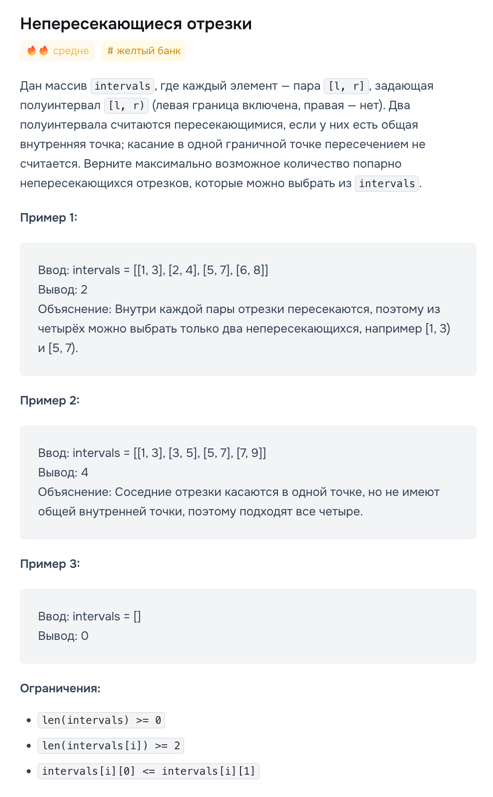 Непересекающиеся отрезки
🔥🔥 средне # желтый банк
Дан массив intervals, где каждый элемент — пара [l, r], задающая
полуинтервал [l, r) (левая граница включена, правая — нет). Два
полуинтервала считаются пересекающимися, если у них есть общая
внутренняя точка; касание в одной граничной точке пересечением не
считается. Верните максимально возможное количество попарно
непересекающихся отрезков, которые можно выбрать из intervals.
Пример 1:
Ввод: intervals = [[1, 3], [2, 4], [5, 7], [6, 8]]
Вывод: 2
Объяснение: Внутри каждой пары отрезки пересекаются, поэтому из
четырёх можно выбрать только два непересекающихся, например [1, 3)
и [5, 7).
Пример 2:
Ввод: intervals = [[1, 3], [3, 5], [5, 7], [7, 9]]
Вывод: 4
Объяснение: Соседние отрезки касаются в одной точке, но не имеют
общей внутренней точки, поэтому подходят все четыре.
Пример 3:
Ввод: intervals = []
Вывод: 0
Ограничения:
• len(intervals) >= 0
• len(intervals[i]) >= 2
• intervals[i][0] <= intervals[i][1]